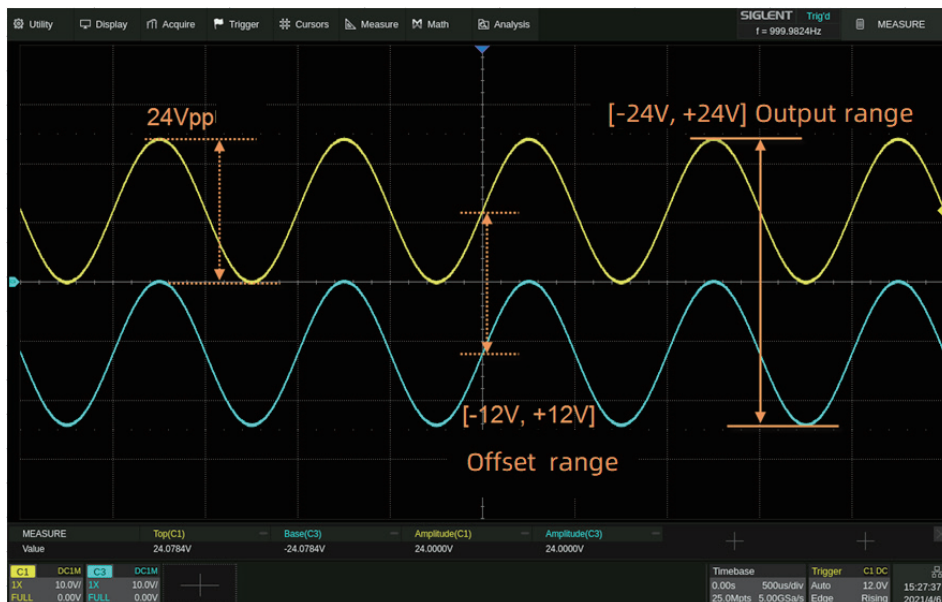 Utility Display Acquire Trigger Cursors Measure Math Analysis
SIGLENT Trig'd
f = 999.9824Hz
MEASURE
24Vpp
[-24V, +24V] Output range
[-12V, +12V]
Offset range
MEASURE Top(C1) Base(C3) Amplitude(C1) Amplitude(C3)
Value 24.0784V -24.0784V 24.0000V 24.0000V
C1 DC1M C3 DC1M
1X 10.0V/ 1X 10.0V/
FULL 0.00V FULL 0.00V
Timebase Trigger C1 DC
0.00s 500us/div Auto 12.0V
25.0Mpts 5.00GSa/s Edge Rising
15:27:37
2021/4/6